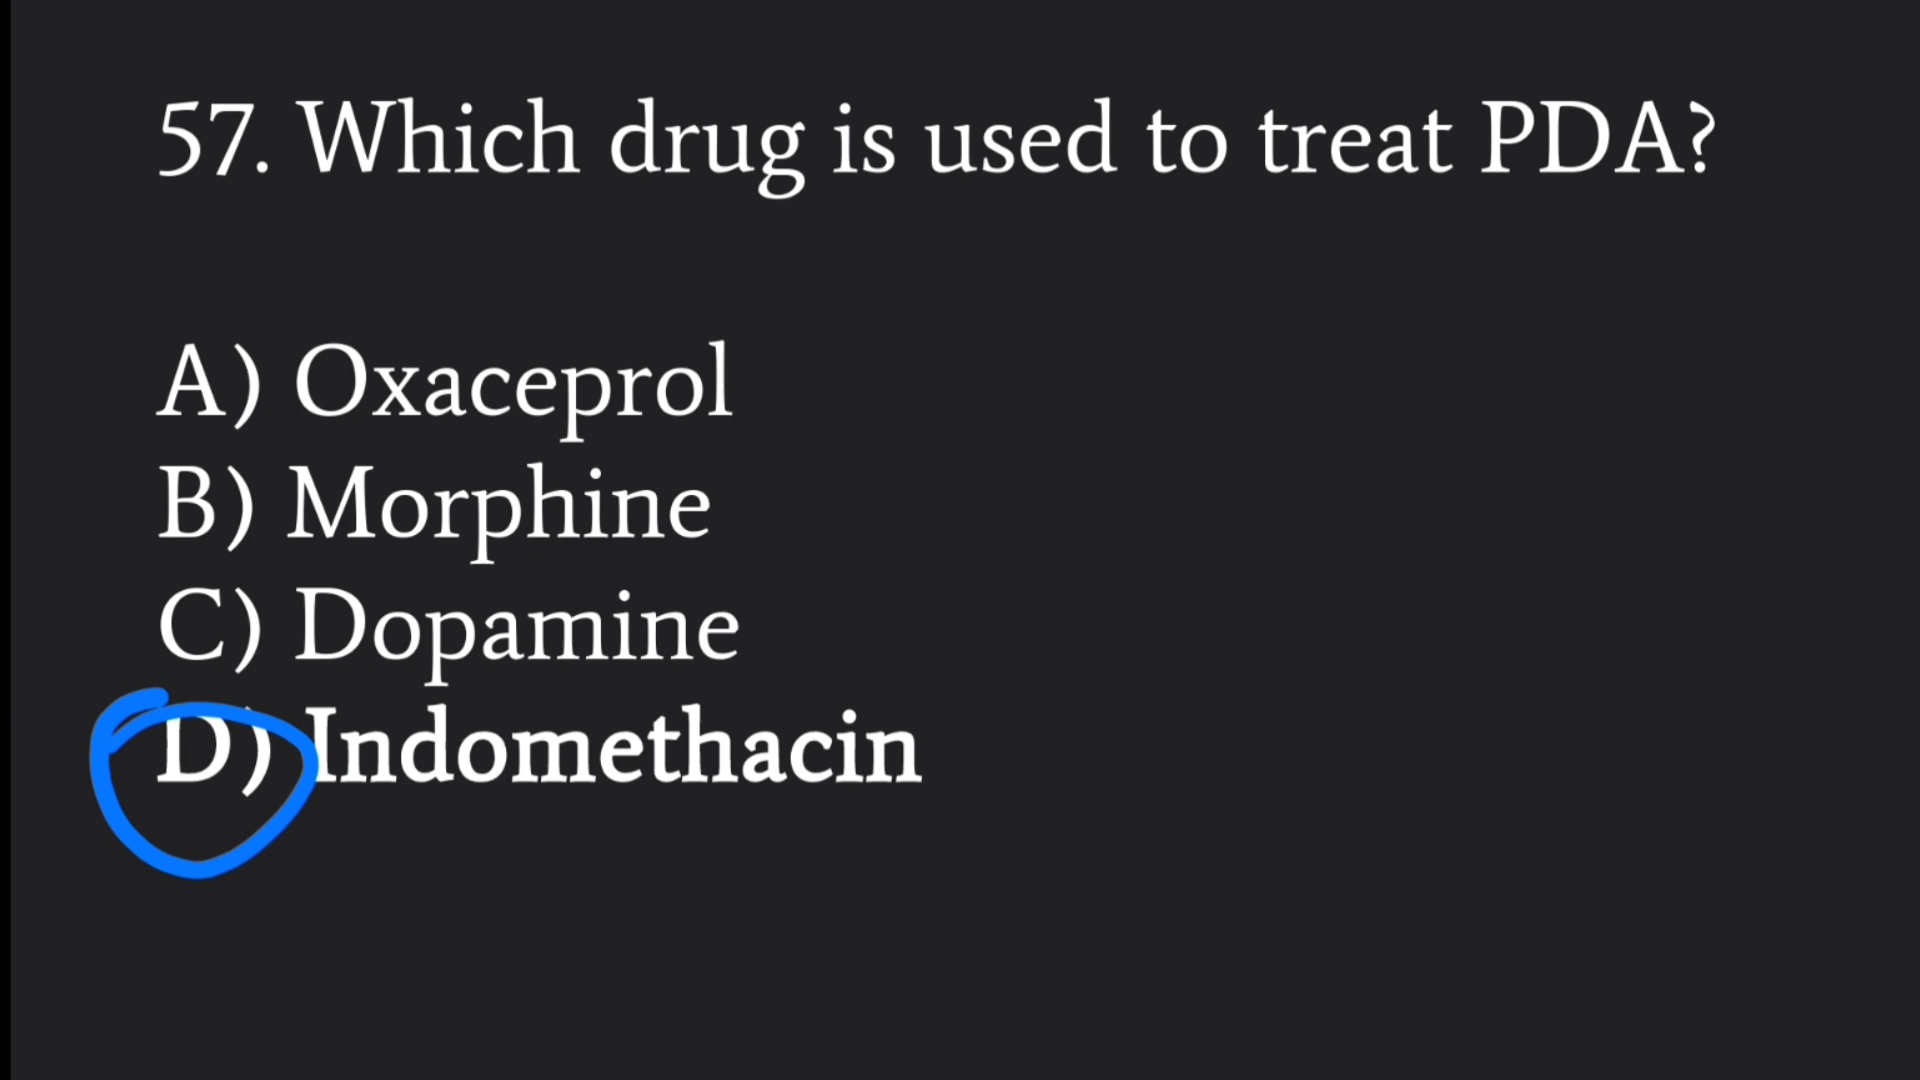 57. Which drug is used to treat PDA?
A) Oxaceprol
B) Morphine
C) Dopamine
D) Indomethacin